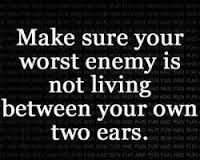 Make sure your
worst enemy is
not living
between your own
two ears.